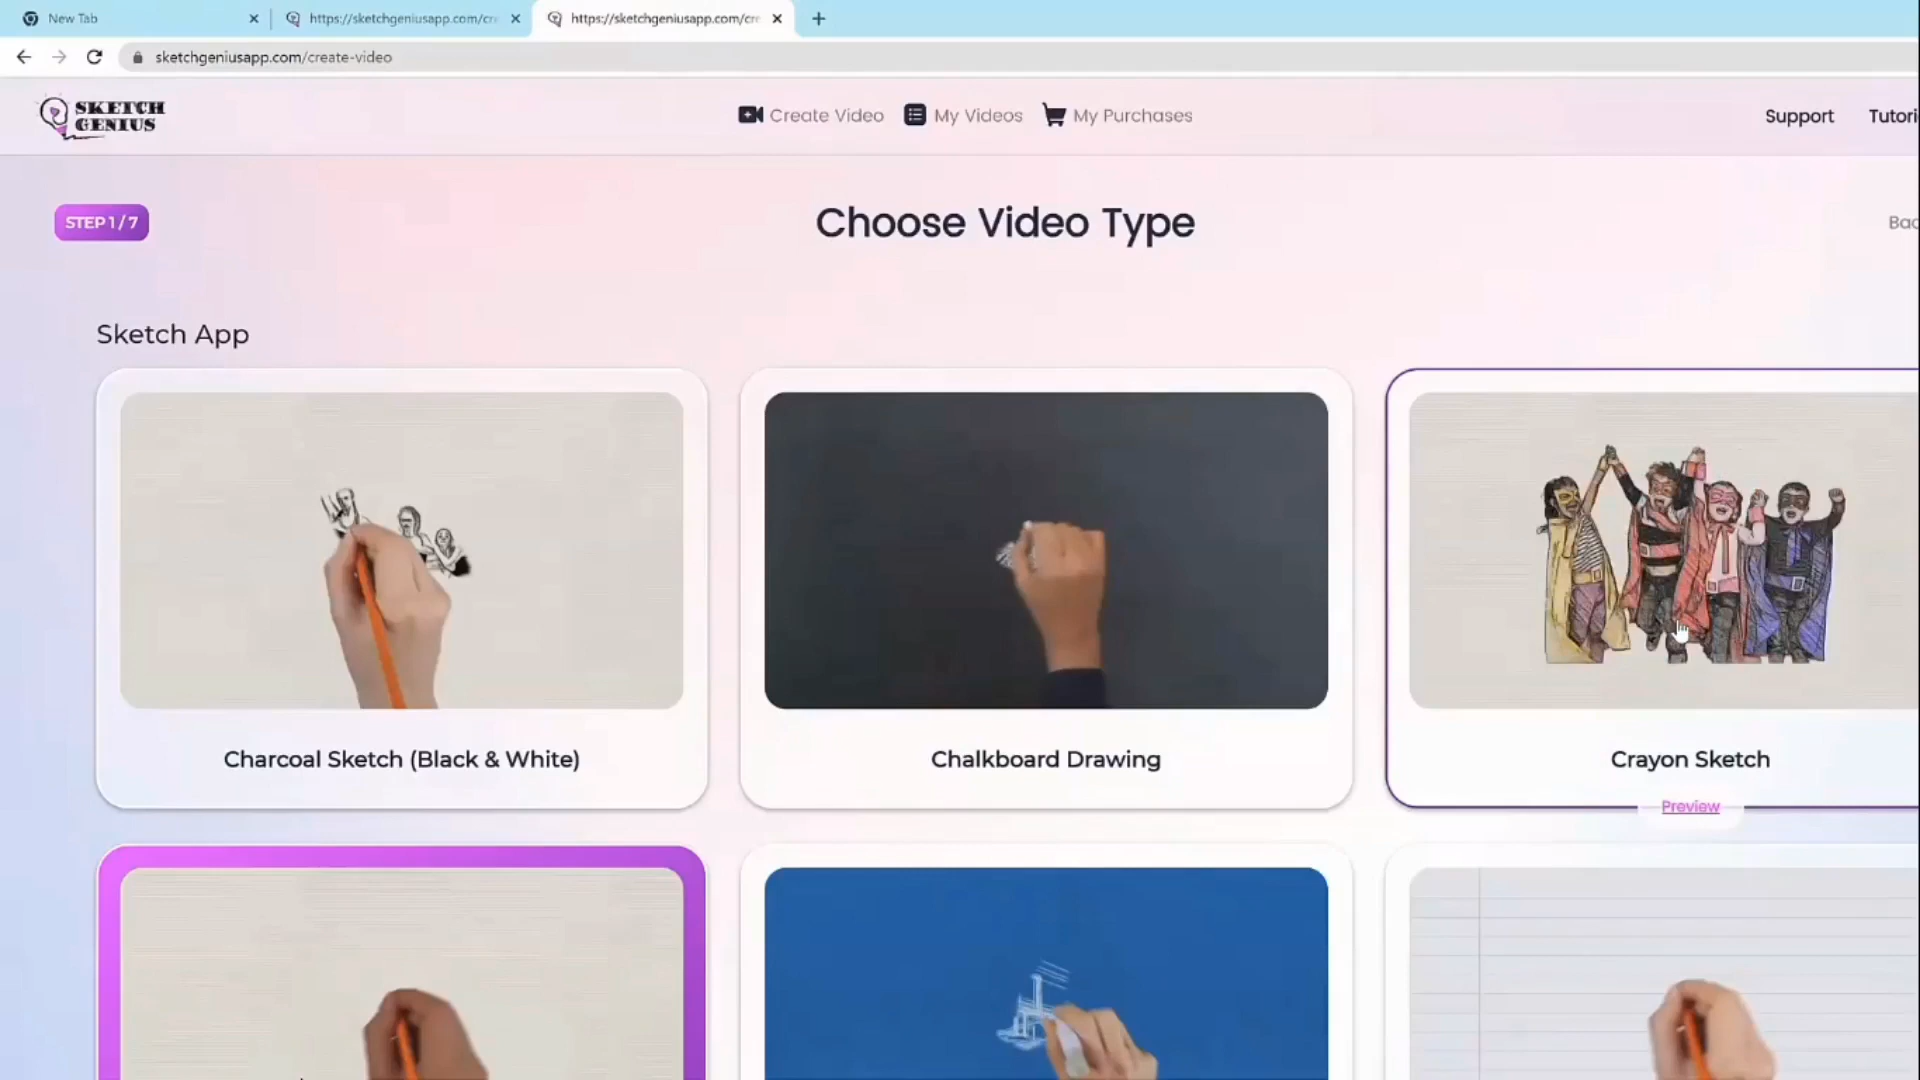 New Tab
https://sketchgeniusapp.com/cre
https://sketchgeniusapp.com/cre
sketchgeniusapp.com/create-video
SKETCH
GENIUS
Create Video
My Videos
My Purchases
Support
Tutori
STEP 1 / 7
Choose Video Type
Bac
Sketch App
Charcoal Sketch (Black & White)
Chalkboard Drawing
Crayon Sketch
Preview